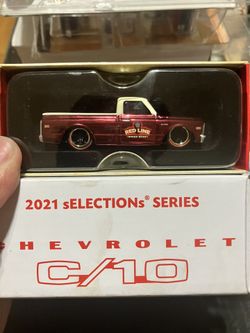 RED LINE
2021 sELECTIONs® SERIES
CHEVROLET
C/10